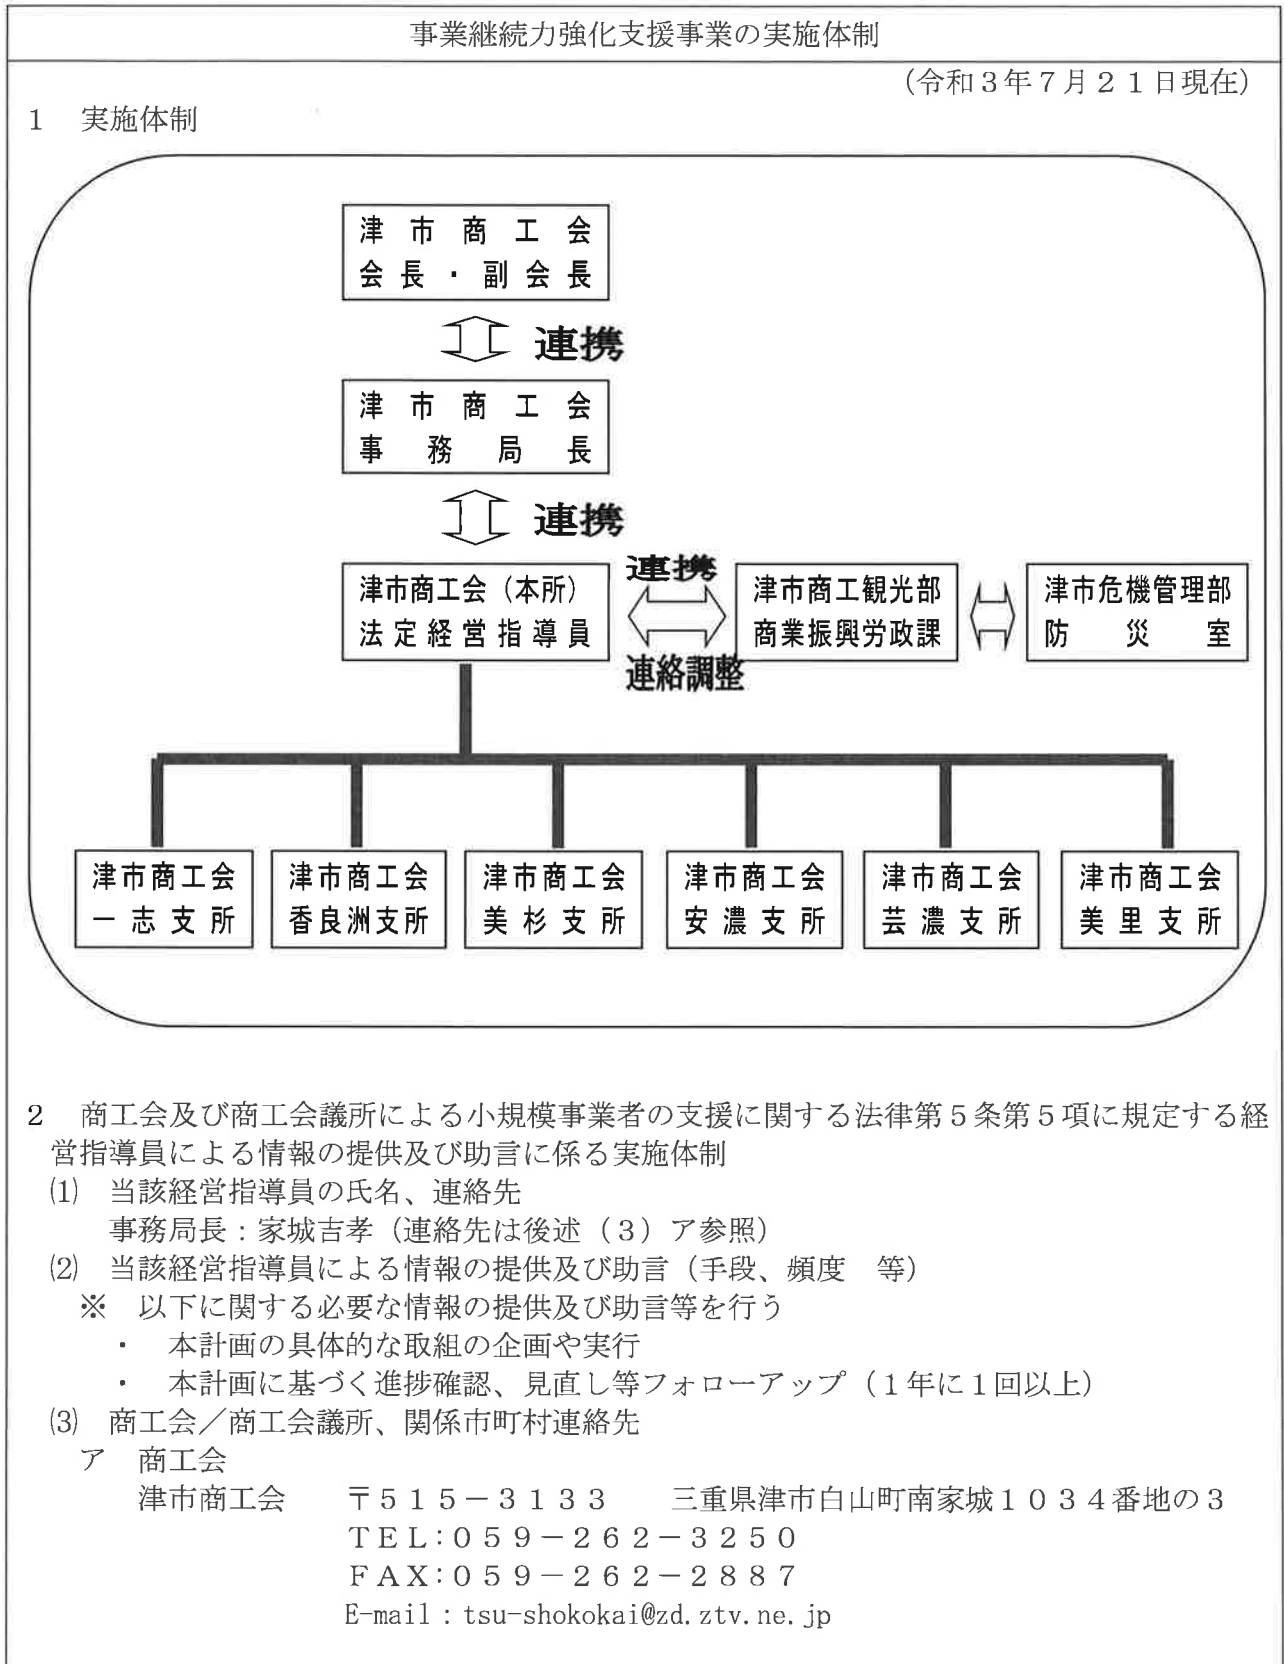 事業継続力強化支援事業の実施体制
（令和３年７月２１日現在）
１　実施体制
津市商工会
会長・副会長
連携
津市商工会
事務局長
連携
津市商工会（本所）
法定経営指導員
連携
連絡調整
津市商工観光部
商業振興労政課
津市危機管理部
防災室
津市商工会
一志支所
津市商工会
香良洲支所
津市商工会
美杉支所
津市商工会
安濃支所
津市商工会
芸濃支所
津市商工会
美里支所
２　商工会及び商工会議所による小規模事業者の支援に関する法律第５条第５項に規定する経
営指導員による情報の提供及び助言に係る実施体制
⑴　当該経営指導員の氏名、連絡先
事務局長：家城吉孝（連絡先は後述（３）ア参照）
⑵　当該経営指導員による情報の提供及び助言（手段、頻度　等）
※　以下に関する必要な情報の提供及び助言等を行う
・　本計画の具体的な取組の企画や実行
・　本計画に基づく進捗確認、見直し等フォローアップ（１年に１回以上）
⑶　商工会／商工会議所、関係市町村連絡先
ア　商工会
津市商工会　　〒５１５－３１３３　　三重県津市白山町南家城１０３４番地の３
ＴＥＬ：０５９－２６２－３２５０
ＦＡＸ：０５９－２６２－２８８７
E-mail：tsu-shokokai@zd.ztv.ne.jp